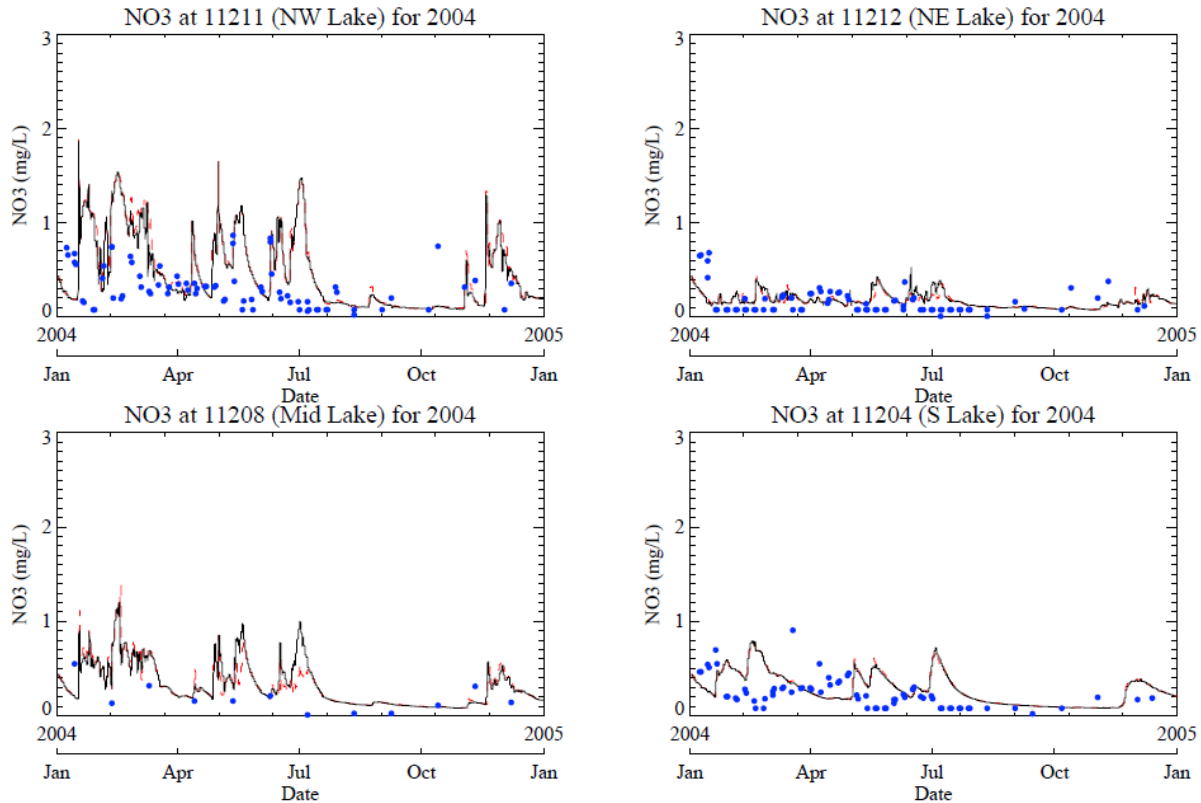 NO3 at 11211 (NW Lake) for 2004
3
2
1
0
NO3 (mg/L)
2004 2005
Jan Apr Jul Oct Jan
Date
NO3 at 11212 (NE Lake) for 2004
3
2
1
0
NO3 (mg/L)
2004 2005
Jan Apr Jul Oct Jan
Date
NO3 at 11208 (Mid Lake) for 2004
3
2
1
0
NO3 (mg/L)
2004 2005
Jan Apr Jul Oct Jan
Date
NO3 at 11204 (S Lake) for 2004
3
2
1
0
NO3 (mg/L)
2004 2005
Jan Apr Jul Oct Jan
Date